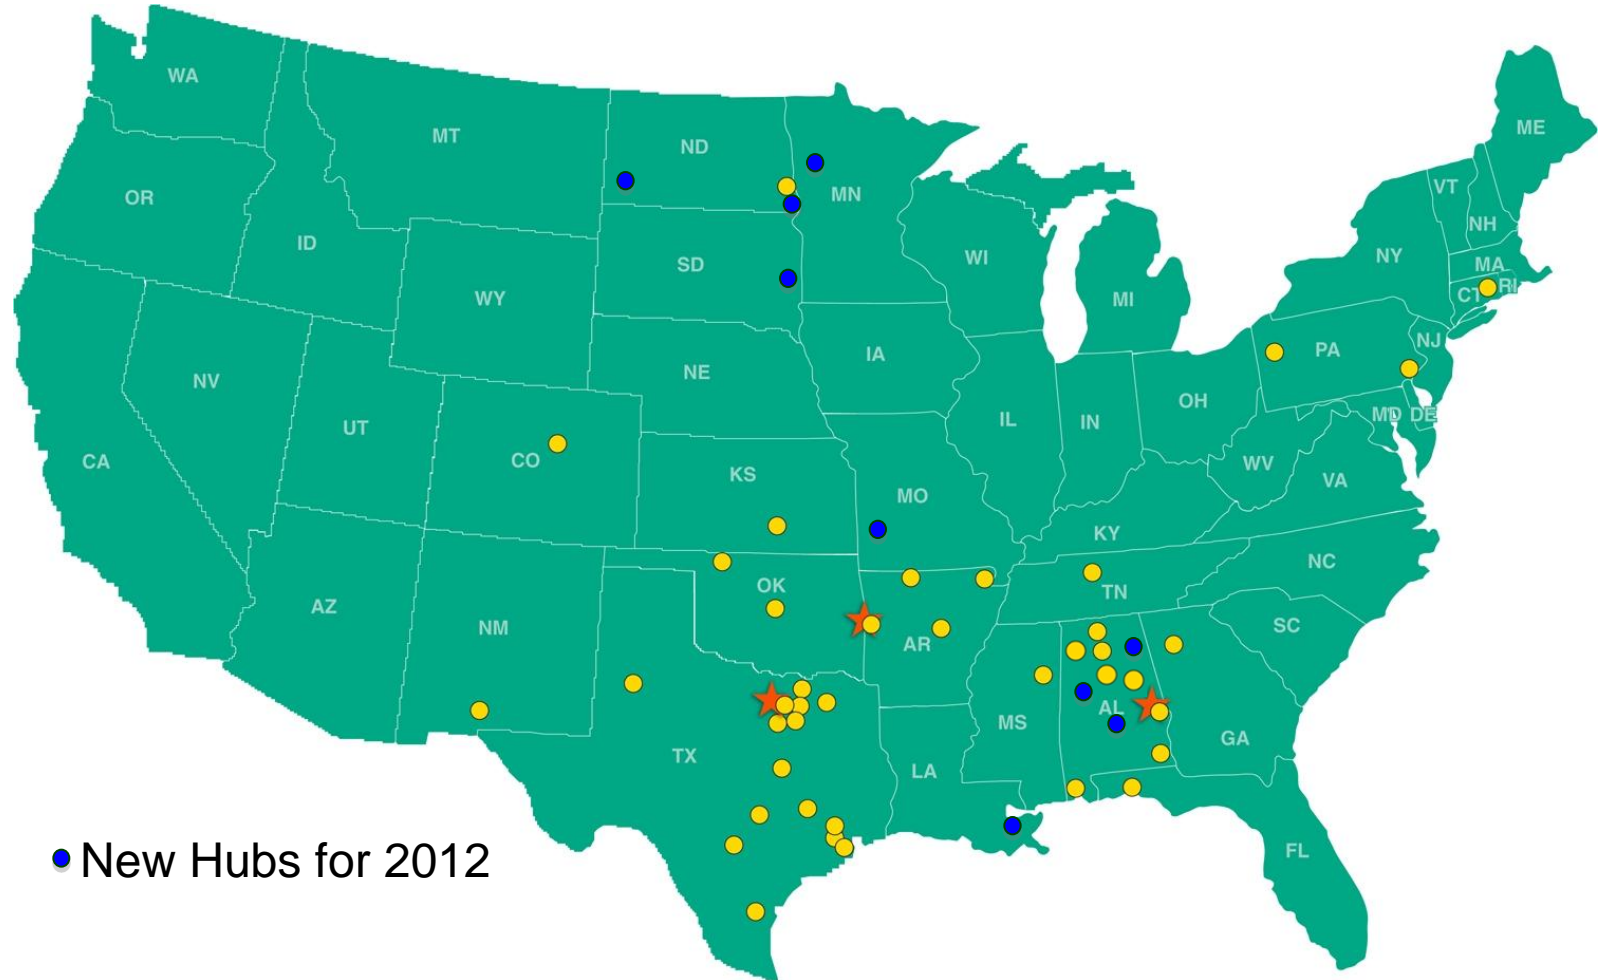 WA
MT
ND
ME
OR
MN
VT
ID
NH
NY
WI
SD
MA
RI
WY
MI
CT
NJ
IA
PA
NE
NV
OH
MD DE
UT
IL
IN
CO
CA
KS
WV
VA
MO
KY
NC
OK
TN
AZ
NM
AR
SC
AL
MS
GA
TX
LA
FL
New Hubs for 2012